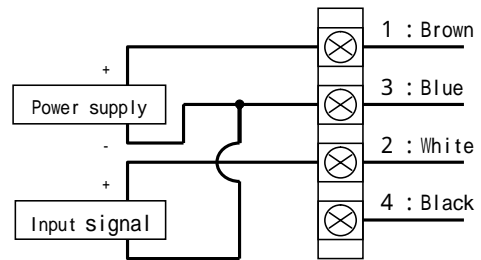 1 : Brown
+
Power supply
3 : Blue
-
2 : White
+
Input signal
4 : Black